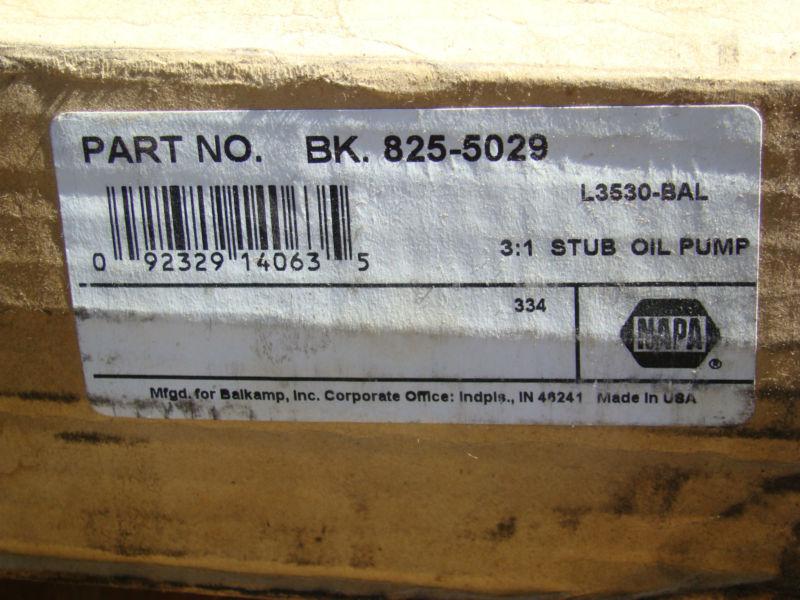 PART NO. BK. 825-5029
L3530-BAL
0 92329 14063 5
3:1 STUB OIL PUMP
334
NAPA ®
Mfgd. for Balkamp, Inc. Corporate Office: Indpls., IN 46241 Made in USA